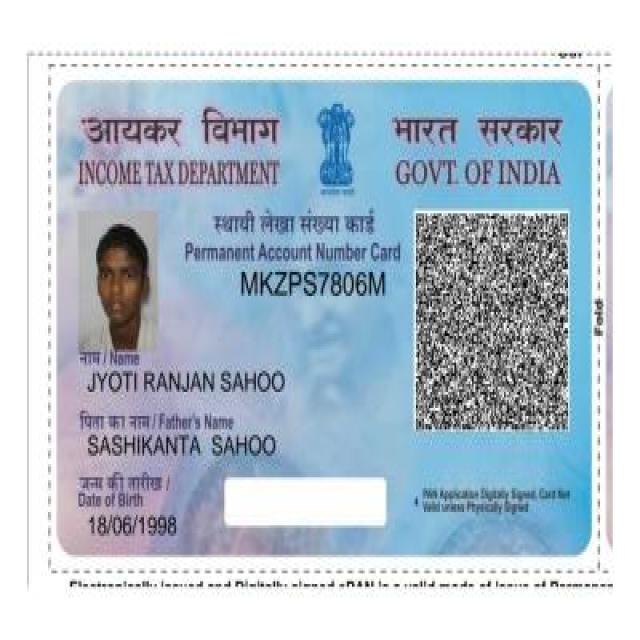 आयकर विभाग
INCOME TAX DEPARTMENT
भारत सरकार
GOVT. OF INDIA
स्थायी लेखा संख्या कार्ड
Permanent Account Number Card
MKZPS7806M
नाम / Name
JYOTI RANJAN SAHOO
पिता का नाम / Father's Name
SASHIKANTA SAHOO
जन्म की तारीख /
Date of Birth
18/06/1998
PAN Application Digitally Signed, Card Not
Valid unless Physically Signed
Fold
Electronically issued and Digitally signed ePAN is a valid mode of issue of